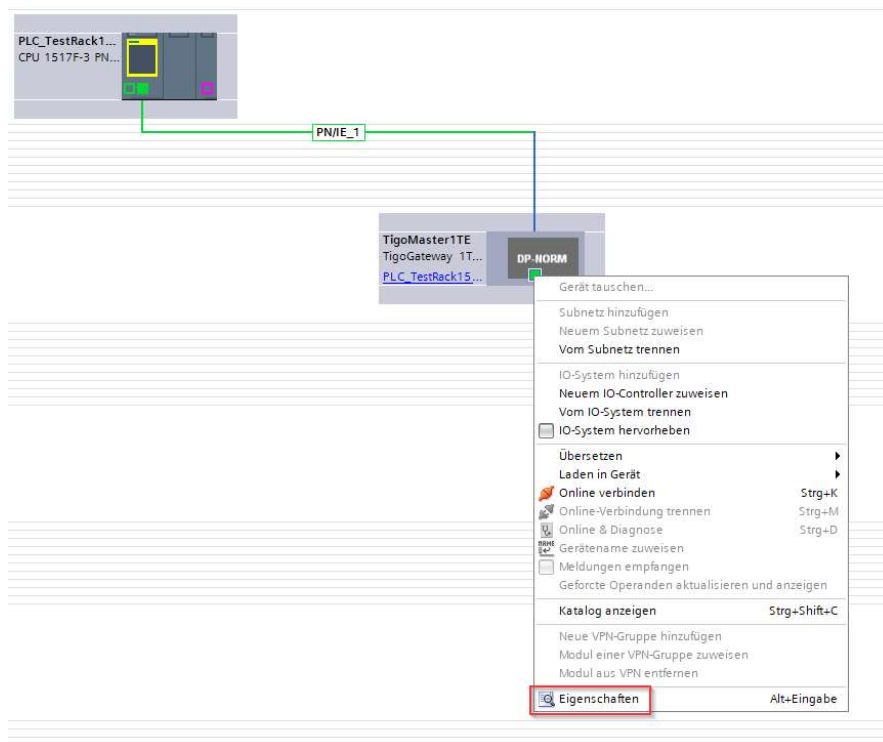 PLC_TestRack1...
CPU 1517F-3 PN...
PN/IE_1
TigoMaster1TE
TigoGateway 1T...
PLC_TestRack15...
DP-NORM
Gerät tauschen...
Subnetz hinzufügen
Neuem Subnetz zuweisen
Vom Subnetz trennen
IO-System hinzufügen
Neuem IO-Controller zuweisen
Vom IO-System trennen
IO-System hervorheben
Übersetzen
Laden in Gerät
Online verbinden Strg+K
Online-Verbindung trennen Strg+M
Online & Diagnose Strg+D
Gerätename zuweisen
Meldungen empfangen
Geforcte Operanden aktualisieren und anzeigen
Katalog anzeigen Strg+Shift+C
Neue VPN-Gruppe hinzufügen
Modul einer VPN-Gruppe zuweisen
Modul aus VPN entfernen
Eigenschaften Alt+Eingabe